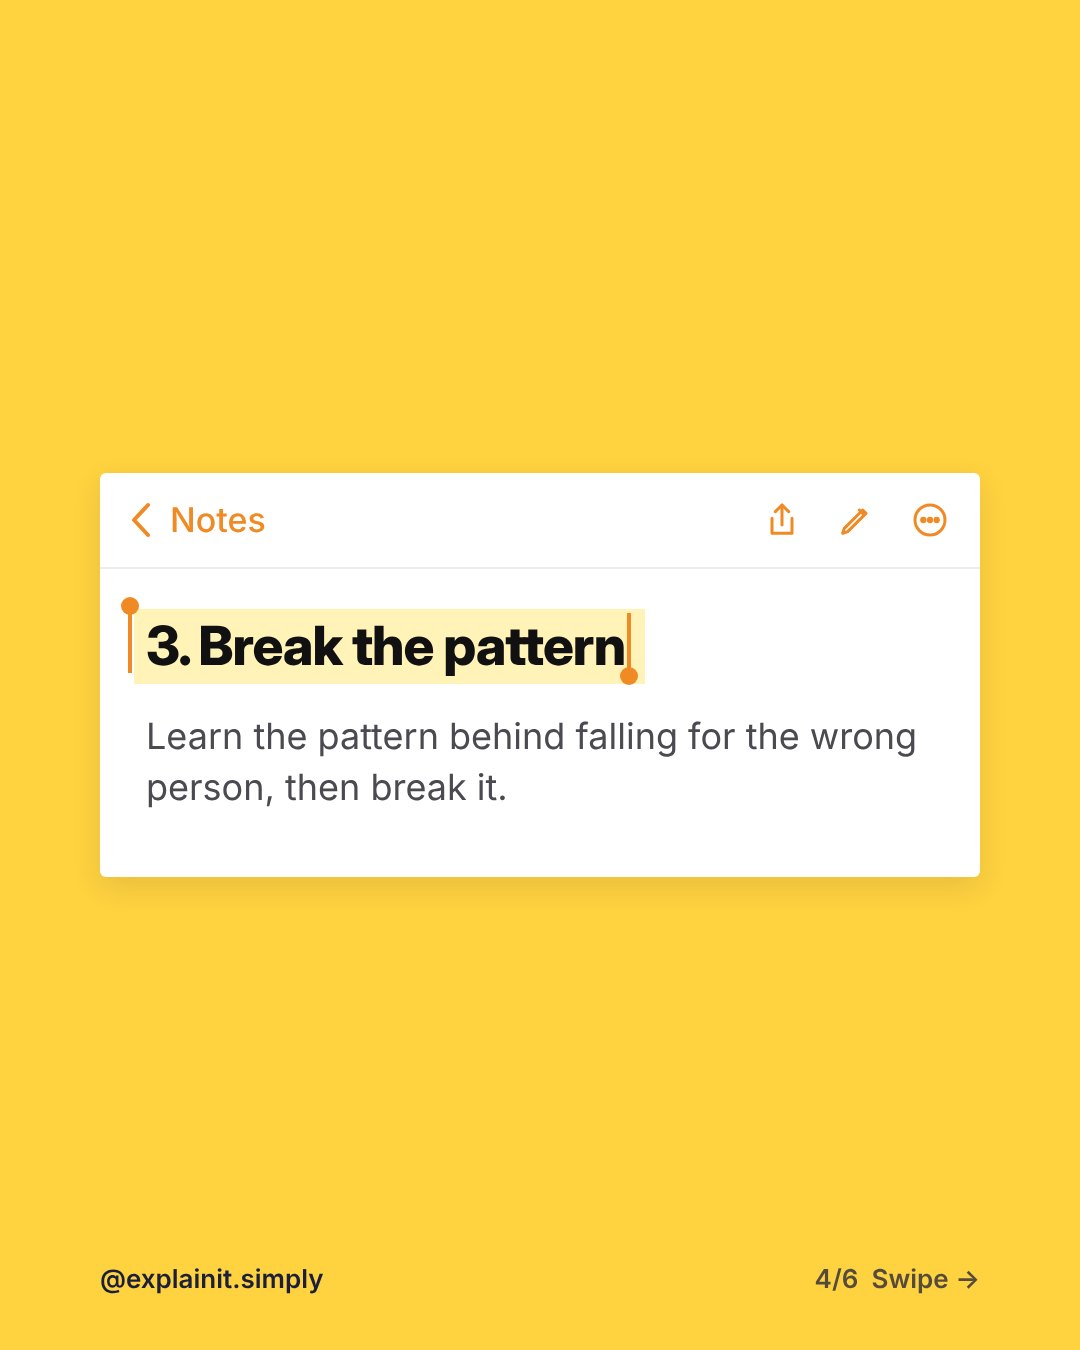 Notes
3. Break the pattern
Learn the pattern behind falling for the wrong
person, then break it.
@explainit.simply
4/6 Swipe →